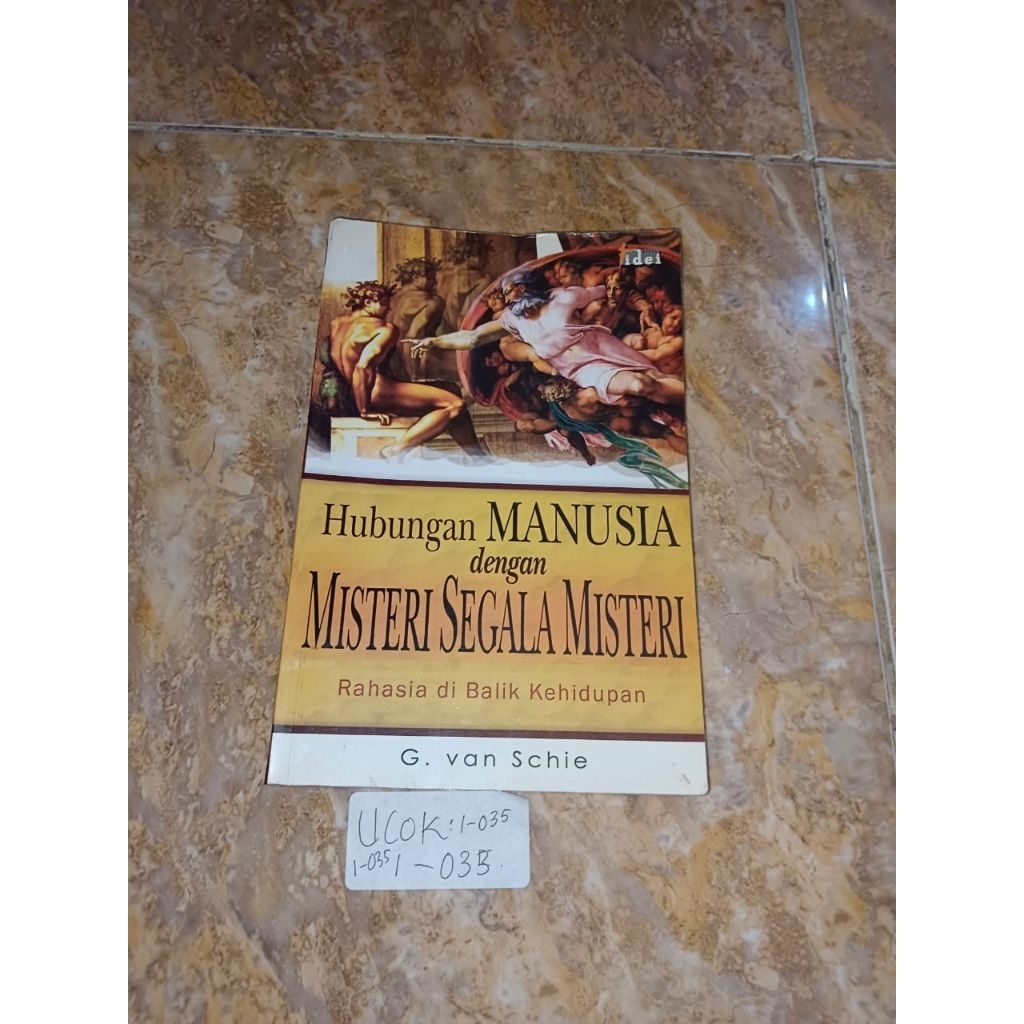 idei
Hubungan MANUSIA
dengan
MISTERI SEGALA MISTERI
Rahasia di Balik Kehidupan
G. van Schie
UCOK: 1-035
1-035 1-035